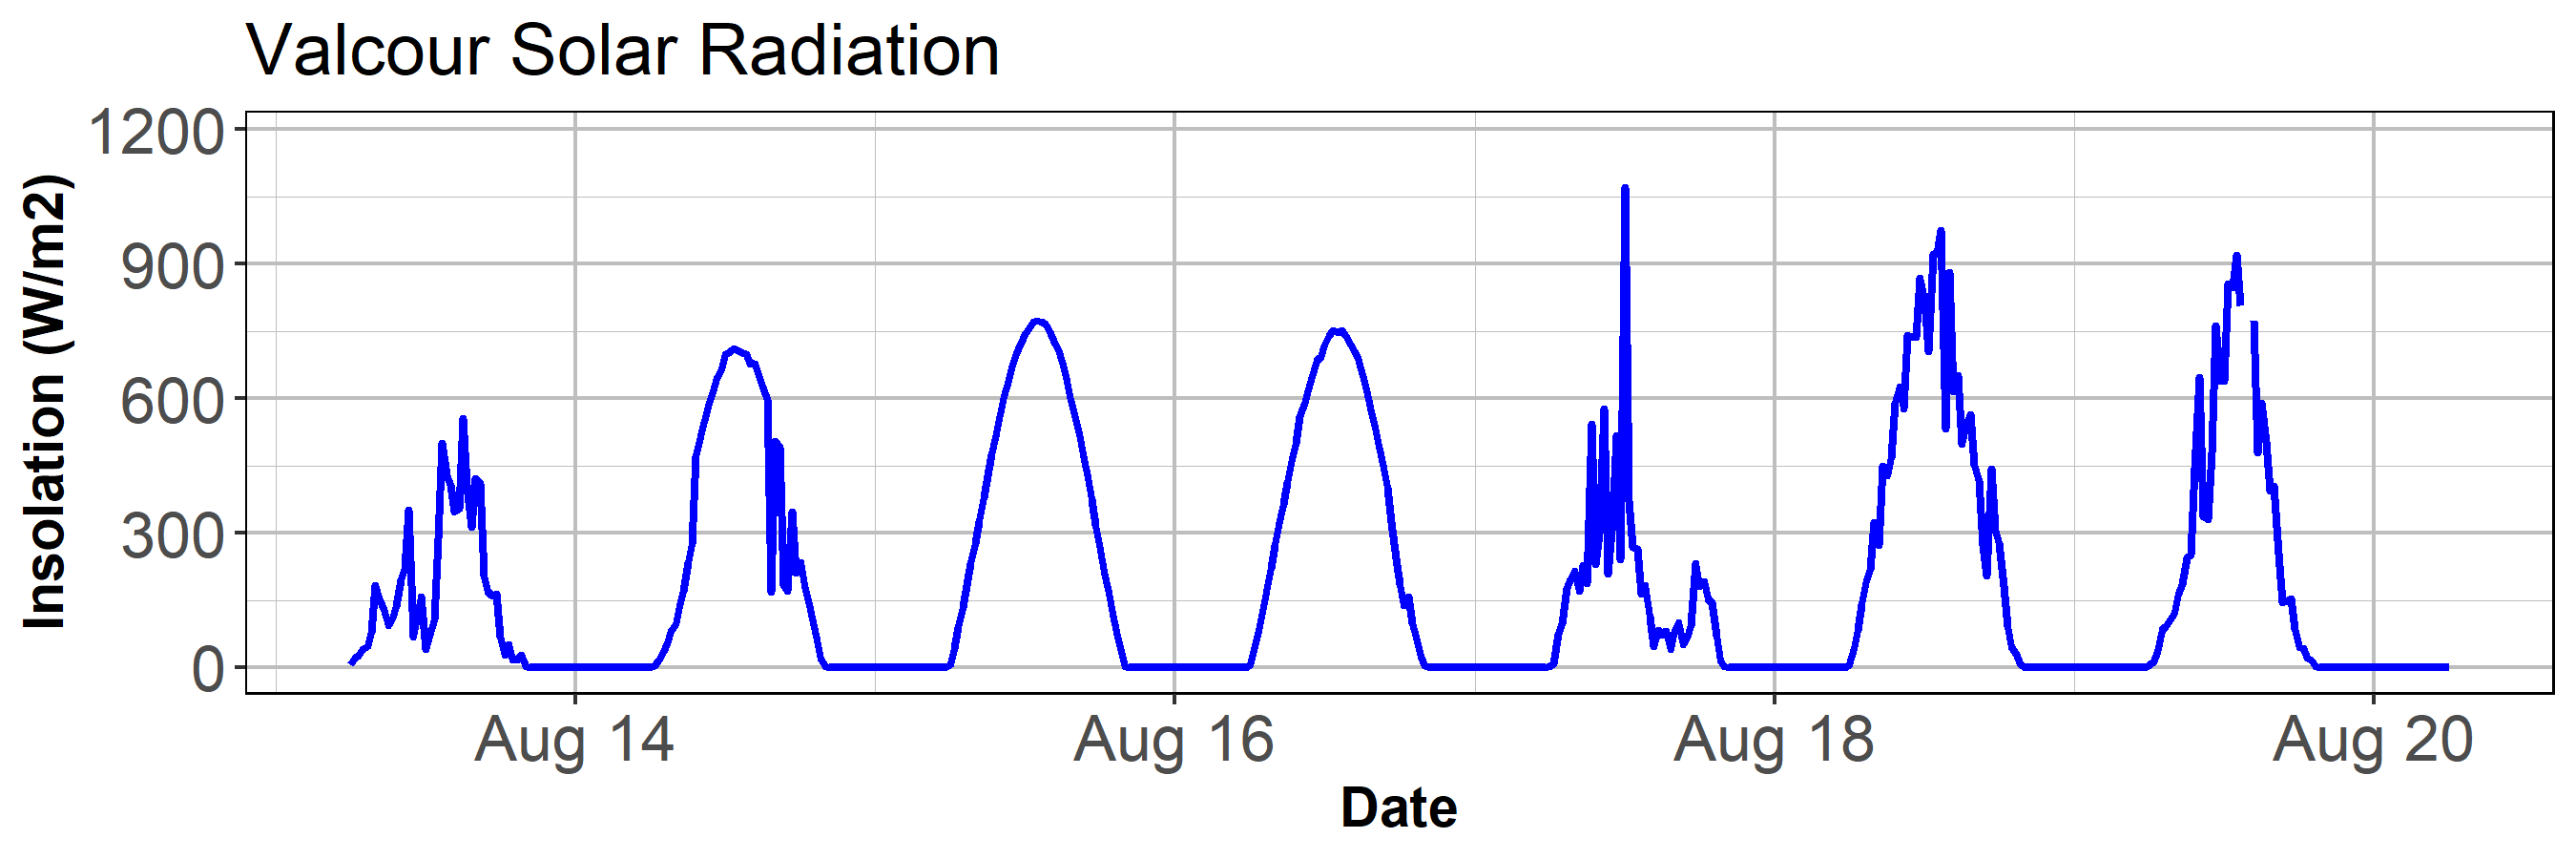 Valcour Solar Radiation
1200
900
600
300
0
Insolation (W/m2)
Aug 14
Aug 16
Aug 18
Aug 20
Date